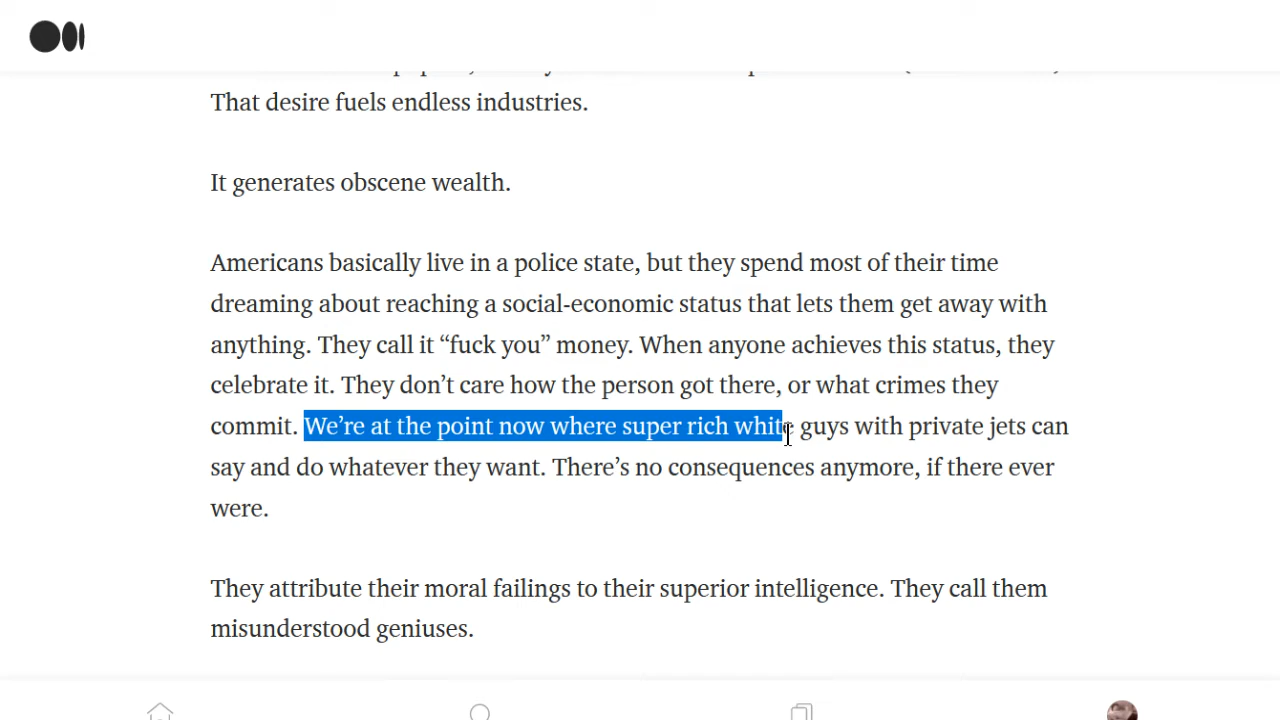 That desire fuels endless industries.
It generates obscene wealth.
Americans basically live in a police state, but they spend most of their time
dreaming about reaching a social-economic status that lets them get away with
anything. They call it “fuck you” money. When anyone achieves this status, they
celebrate it. They don’t care how the person got there, or what crimes they
commit. We’re at the point now where super rich white guys with private jets can
say and do whatever they want. There’s no consequences anymore, if there ever
were.
They attribute their moral failings to their superior intelligence. They call them
misunderstood geniuses.